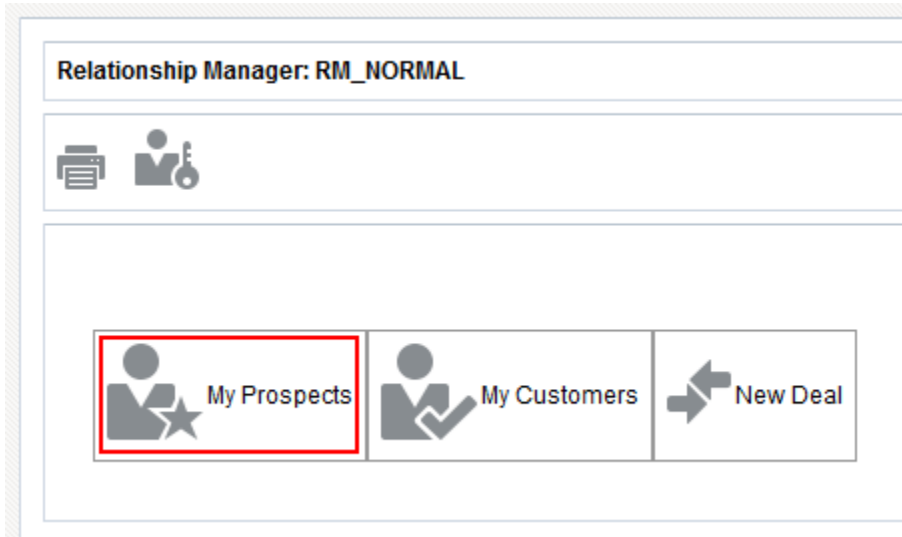 Relationship Manager: RM_NORMAL
My Prospects
My Customers
New Deal